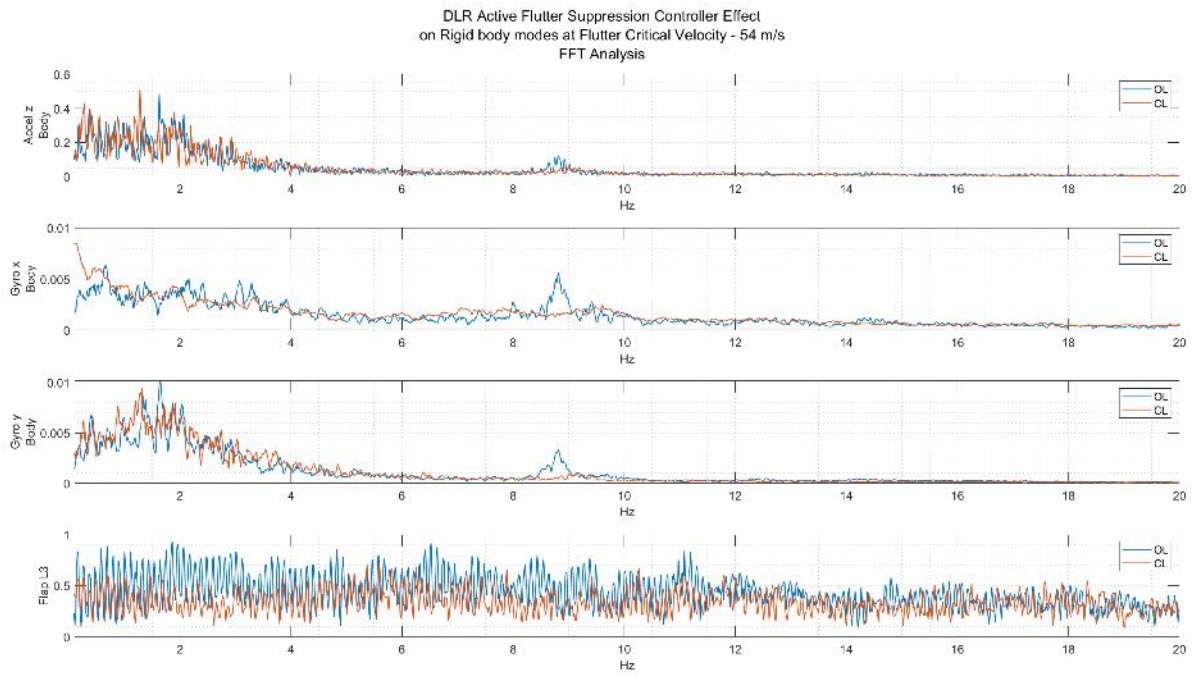 DLR Active Flutter Suppression Controller Effect
on Rigid body modes at Flutter Critical Velocity - 54 m/s
FFT Analysis
Accel z
Body
0.6
0.4
0.2
0
2 4 6 8 10 12 14 16 18 20
Hz
OL
CL
Gyro x
Body
0.01
0.005
0
2 4 6 8 10 12 14 16 18 20
Hz
OL
CL
Gyro y
Body
0.01
0.005
0
2 4 6 8 10 12 14 16 18 20
Hz
OL
CL
Flap L3
1
0.5
0
2 4 6 8 10 12 14 16 18 20
Hz
OL
CL